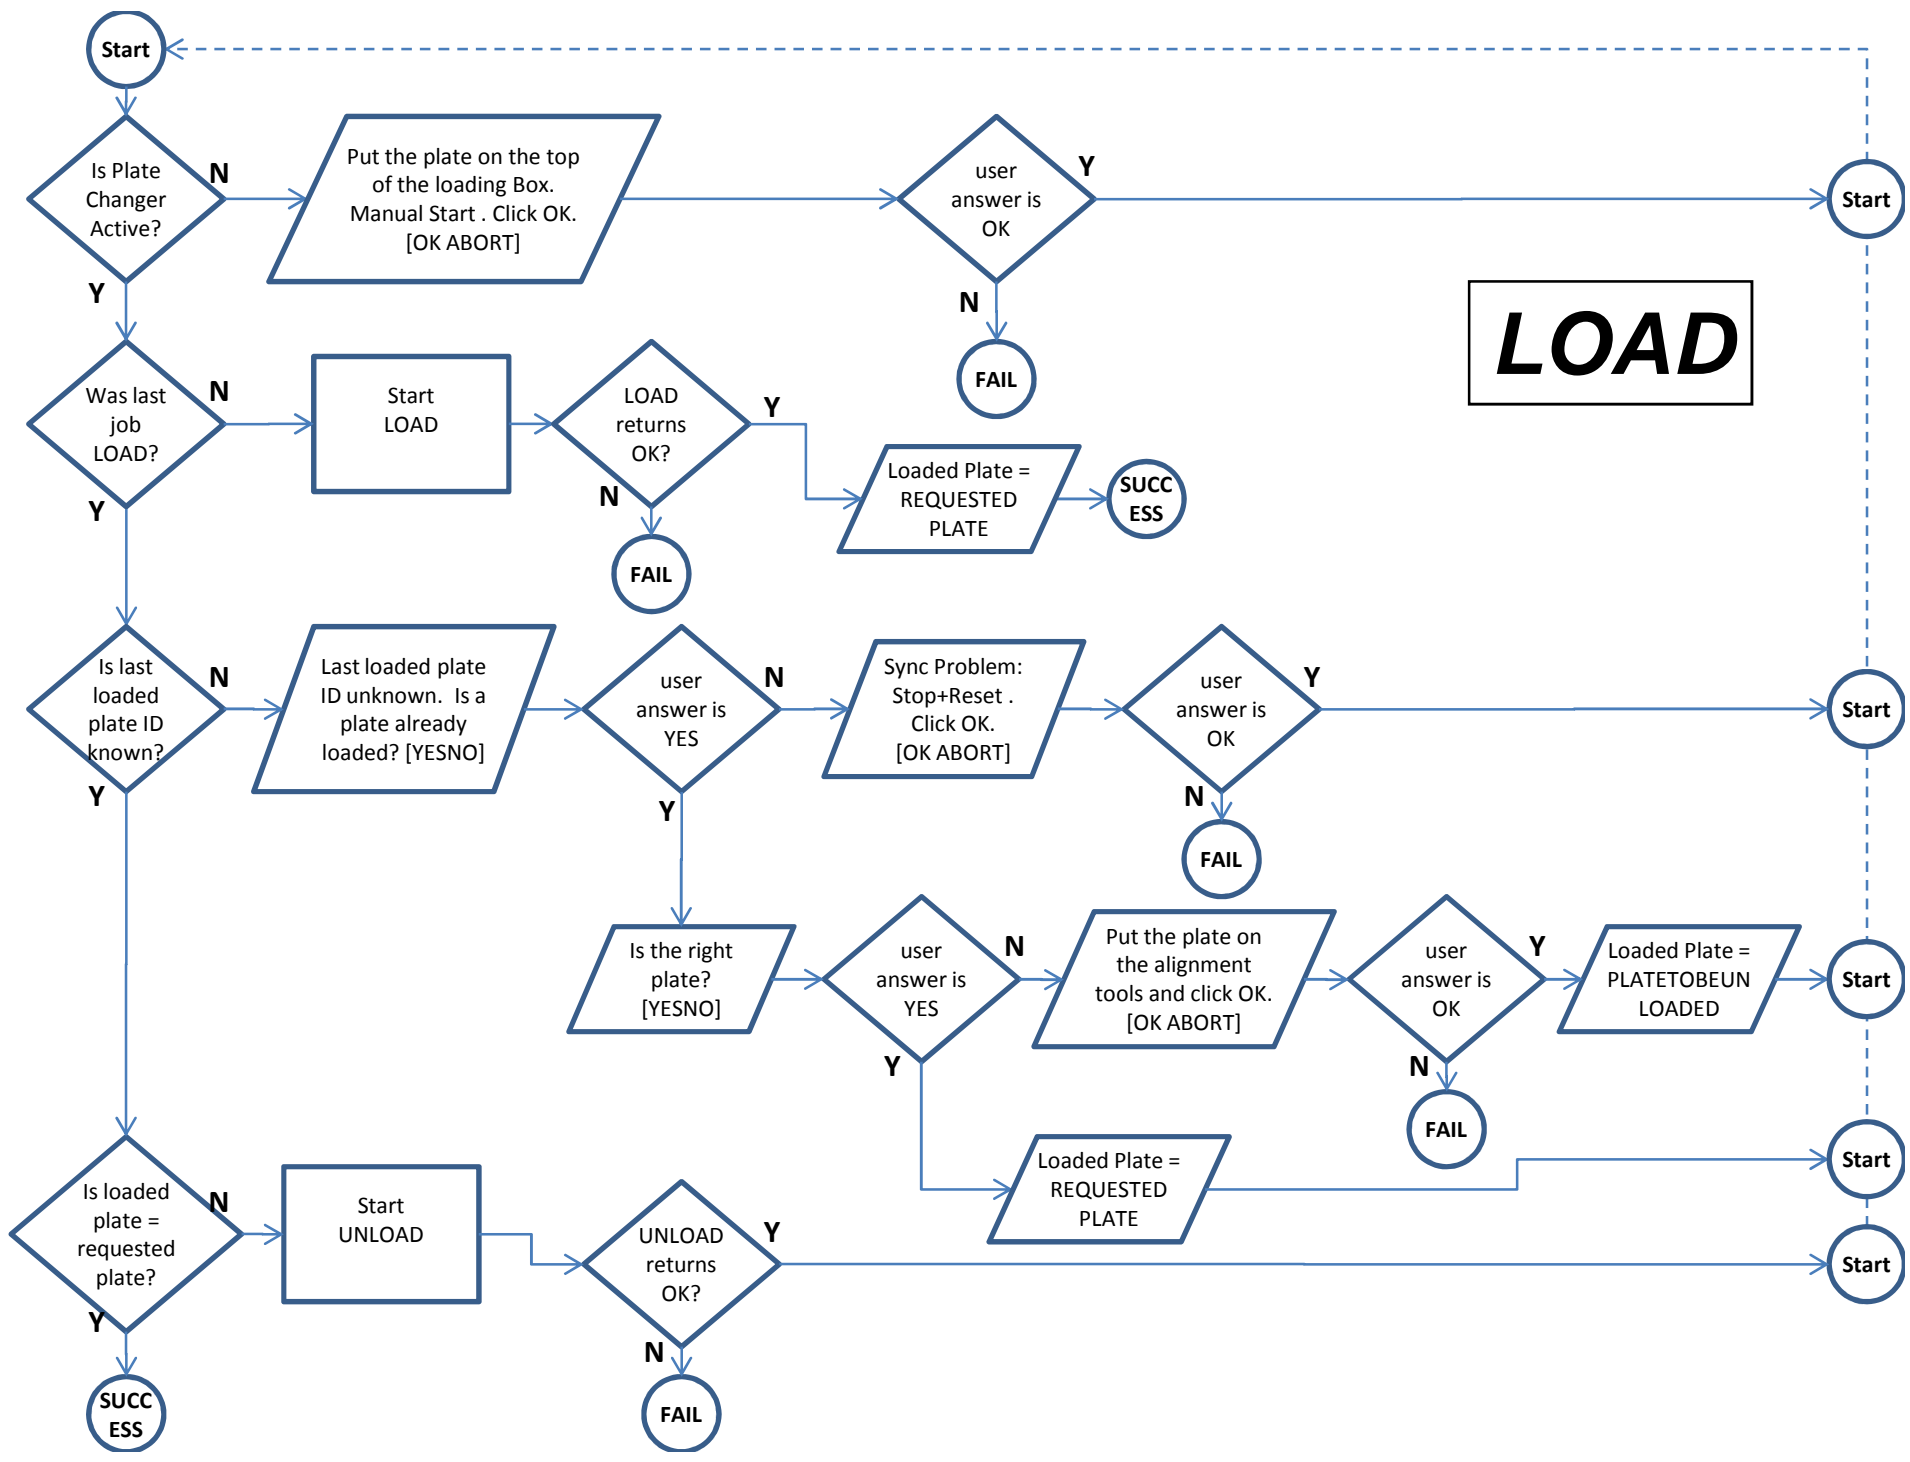 Start
Is Plate
Changer
Active?
N
Y
Put the plate on the top
of the loading Box.
Manual Start . Click OK.
[OK ABORT]
user
answer is
OK
Y
N
Start
FAIL
LOAD
Was last
job
LOAD?
N
Y
Start
LOAD
LOAD
returns
OK?
Y
N
FAIL
Loaded Plate =
REQUESTED
PLATE
SUCC
ESS
Is last
loaded
plate ID
known?
N
Y
Last loaded plate
ID unknown. Is a
plate already
loaded? [YESNO]
user
answer is
YES
N
Y
Sync Problem:
Stop+Reset .
Click OK.
[OK ABORT]
user
answer is
OK
Y
N
Start
FAIL
Is the right
plate?
[YESNO]
user
answer is
YES
N
Y
Put the plate on
the alignment
tools and click OK.
[OK ABORT]
user
answer is
OK
Y
N
Loaded Plate =
PLATETOBEUN
LOADED
Start
FAIL
Loaded Plate =
REQUESTED
PLATE
Start
Is loaded
plate =
requested
plate?
N
Y
Start
UNLOAD
UNLOAD
returns
OK?
Y
N
Start
SUCC
ESS
FAIL